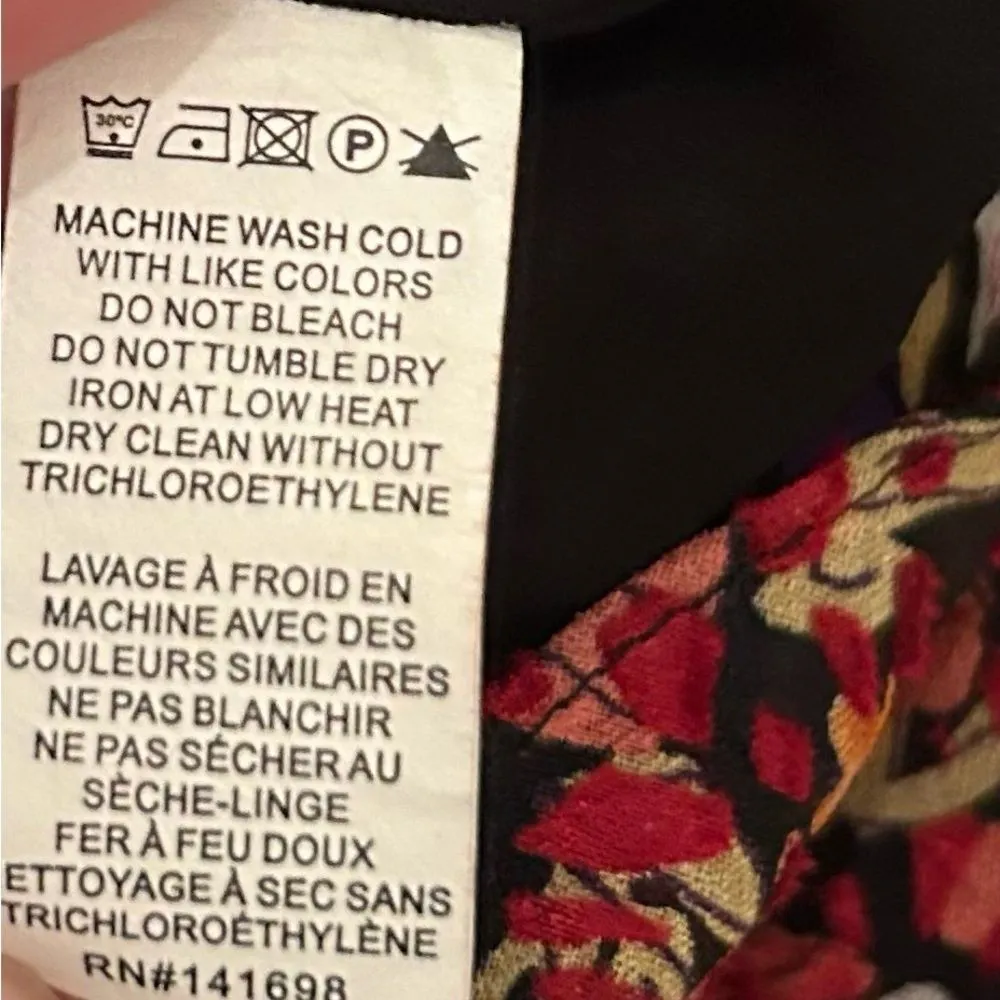 30°C
P
MACHINE WASH COLD
WITH LIKE COLORS
DO NOT BLEACH
DO NOT TUMBLE DRY
IRON AT LOW HEAT
DRY CLEAN WITHOUT
TRICHLOROETHYLENE
LAVAGE À FROID EN
MACHINE AVEC DES
COULEURS SIMILAIRES
NE PAS BLANCHIR
NE PAS SÉCHER AU
SÈCHE-LINGE
FER À FEU DOUX
ETTOYAGE À SEC SANS
TRICHLOROÉTHYLÈNE
RN#141698